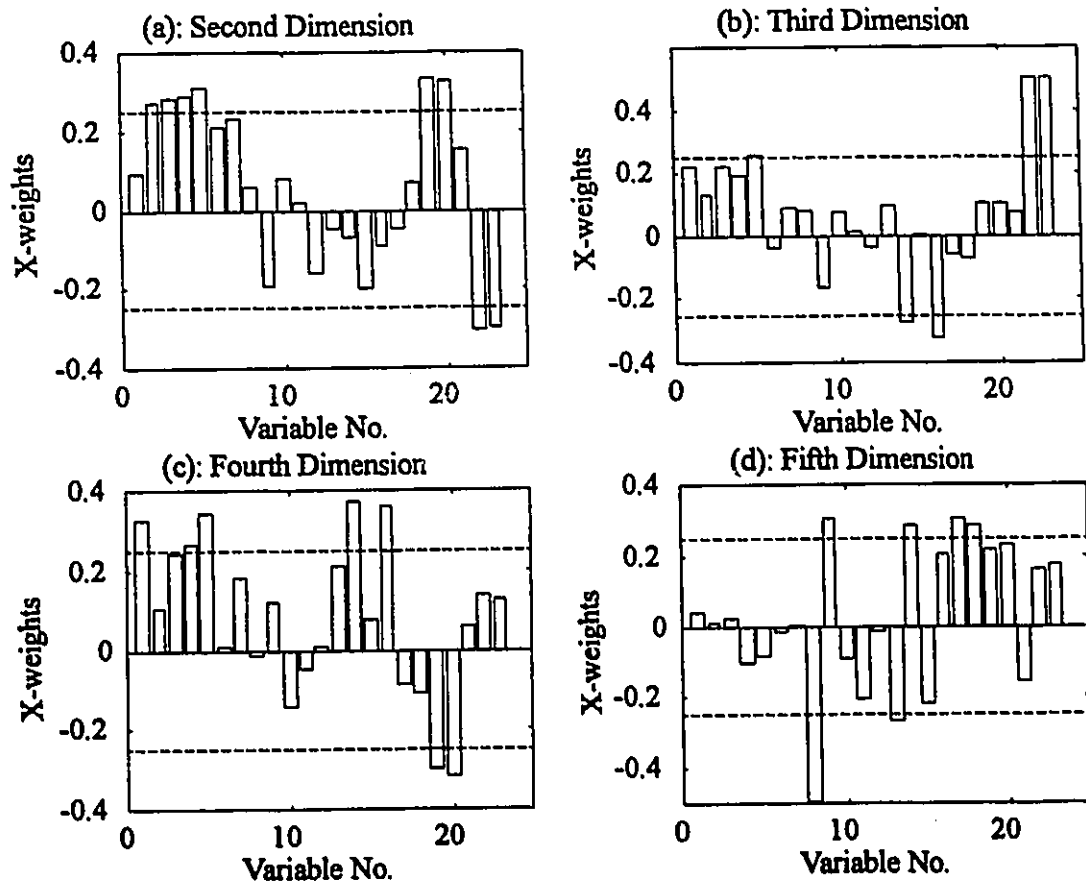 (a): Second Dimension
0.4
0.2
0
-0.2
-0.4
X-weights
0 10 20
Variable No.
(b): Third Dimension
0.4
0.2
0
-0.2
-0.4
X-weights
0 10 20
Variable No.
(c): Fourth Dimension
0.4
0.2
0
-0.2
-0.4
X-weights
0 10 20
Variable No.
(d): Fifth Dimension
0.4
0.2
0
-0.2
-0.4
X-weights
0 10 20
Variable No.